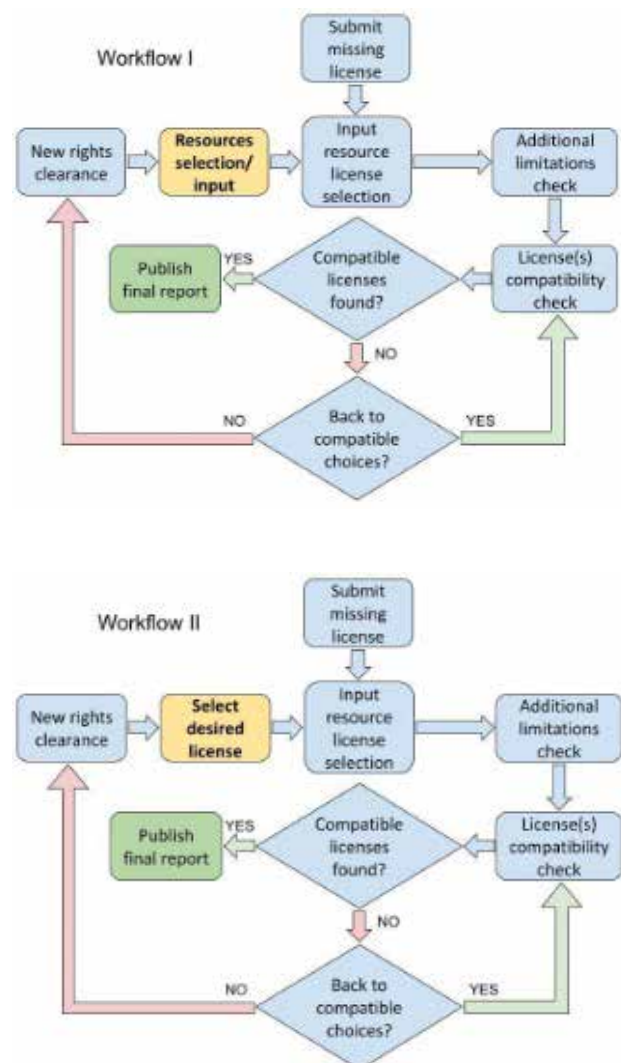 Workflow I
Submit
missing
license
New rights
clearance
Resources
selection/
input
Input
resource
license
selection
Additional
limitations
check
Publish
final report
YES
Compatible
licenses
found?
License(s)
compatibility
check
NO
NO
Back to
compatible
choices?
YES
Workflow II
Submit
missing
license
New rights
clearance
Select
desired
license
Input
resource
license
selection
Additional
limitations
check
Publish
final report
YES
Compatible
licenses
found?
License(s)
compatibility
check
NO
NO
Back to
compatible
choices?
YES